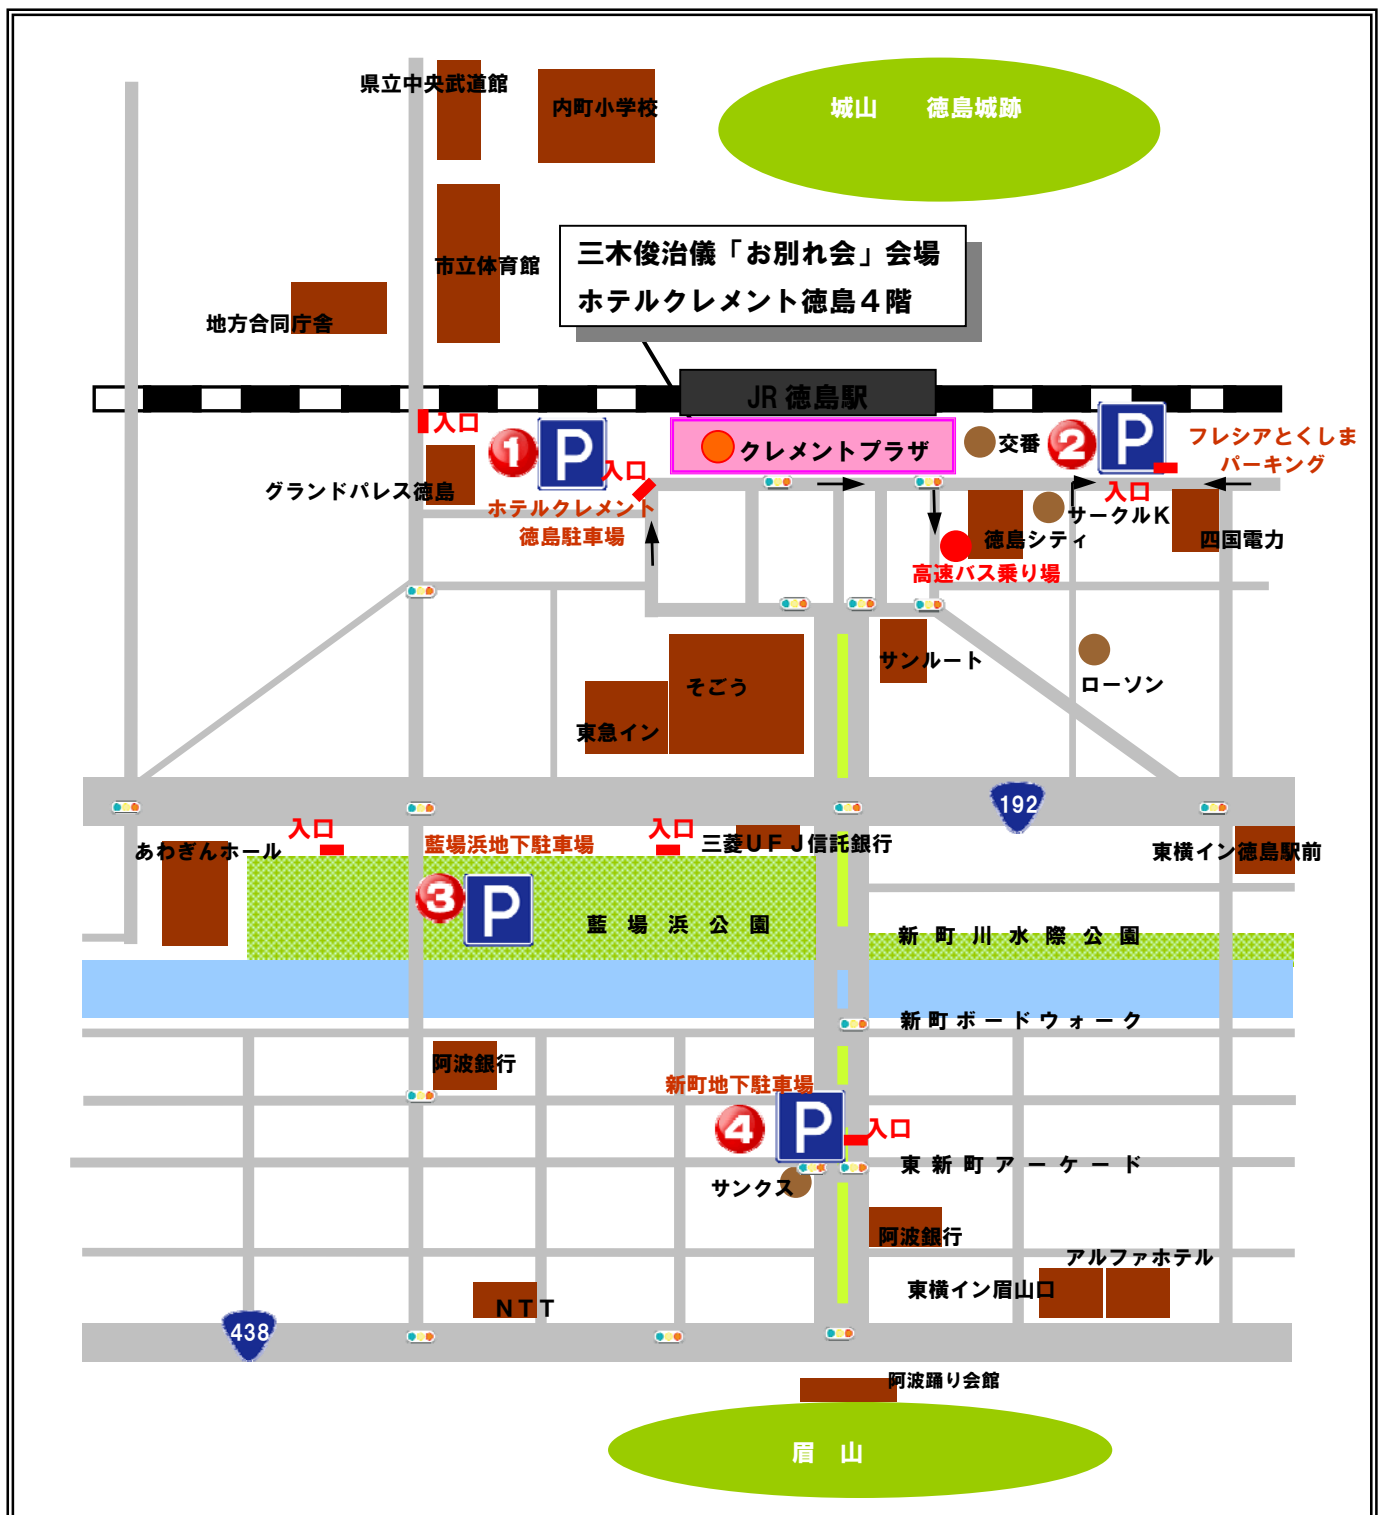 県立中央武道館
内町小学校
城山　徳島城跡
三木俊治儀「お別れ会」会場
ホテルクレメント徳島４階
市立体育館
地方合同庁舎
JR 徳島駅
入口
1
P
入口
クレメントプラザ
交番
2
P
フレシアとくしま
パーキング
入口
グランドパレス徳島
ホテルクレメント
徳島駐車場
サークルＫ
徳島シティ
四国電力
高速バス乗り場
サンルート
ローソン
そごう
東急イン
192
入口
藍場浜地下駐車場
入口
三菱ＵＦＪ信託銀行
あわぎんホール
東横イン徳島駅前
3
P
藍場浜公園
新町川水際公園
新町ボードウォーク
阿波銀行
新町地下駐車場
4
P
入口
東新町アーケード
サンクス
阿波銀行
アルファホテル
東横イン眉山口
ＮＴＴ
438
阿波踊り会館
眉山